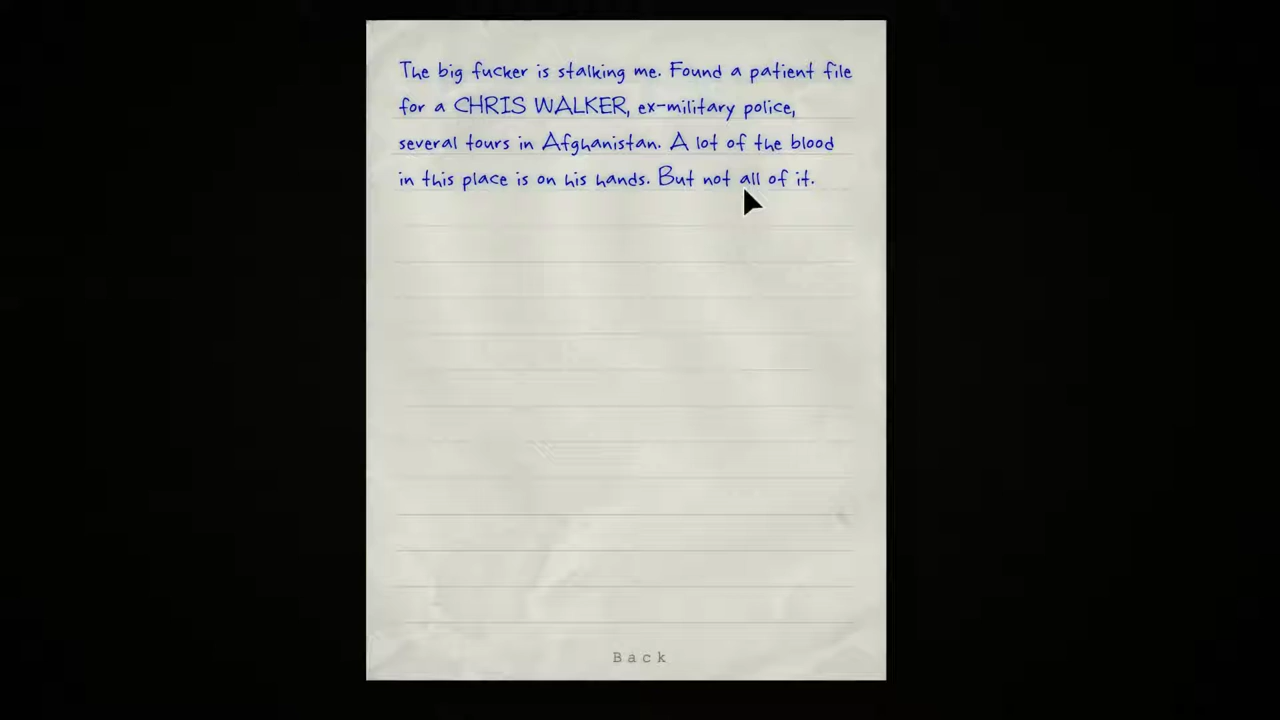 The big fucker is stalking me. Found a patient file
for a CHRIS WALKER, ex-military police,
several tours in Afghanistan. A lot of the blood
in this place is on his hands. But not all of it.
Back